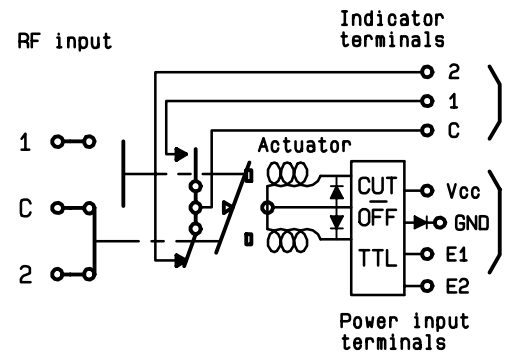 Indicator
terminals
RF input
2
1
C
1
Actuator
CUT
OFF
TTL
Vcc
C
GND
E1
2
E2
Power input
terminals